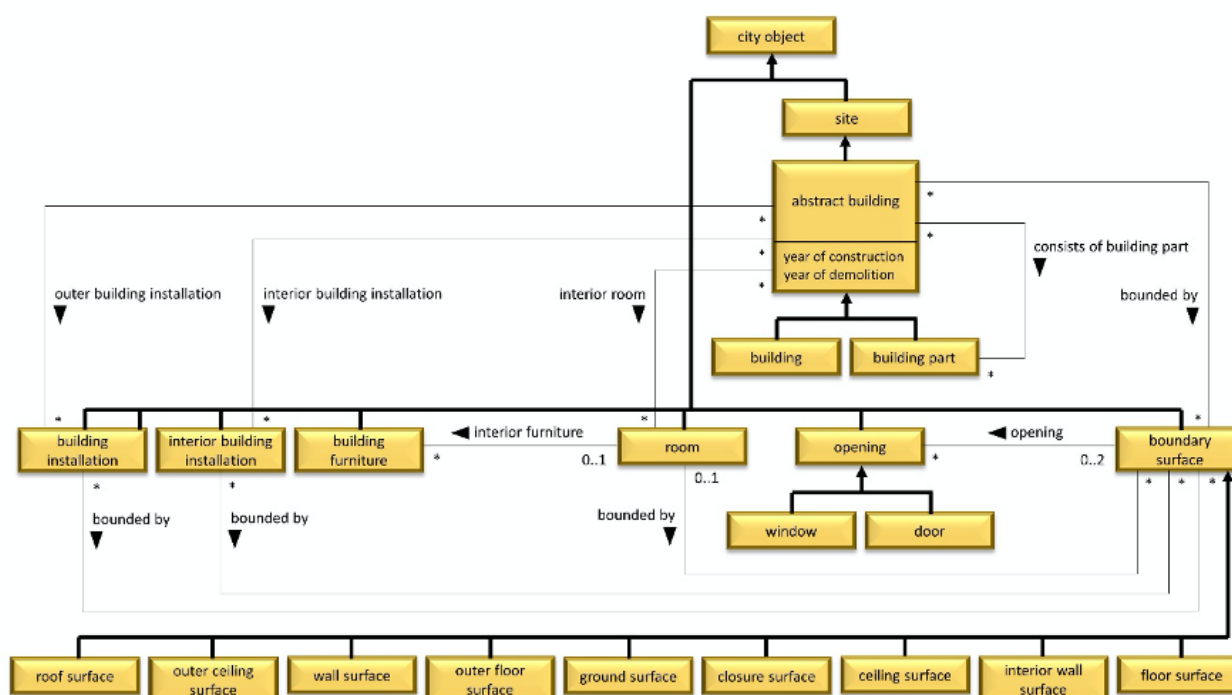 city object
site
abstract building
*
*
*
*
*
year of construction
year of demolition
consists of building part
outer building installation
interior building installation
interior room
bounded by
building
building part
*
*
*
*
*
building
installation
interior building
installation
building
furniture
interior furniture
*
0..1
room
0..1
opening
*
opening
0..2
boundary
surface
*
*
*
*
*
bounded by
bounded by
bounded by
window
door
roof surface
outer ceiling
surface
wall surface
outer floor
surface
ground surface
closure surface
ceiling surface
interior wall
surface
floor surface